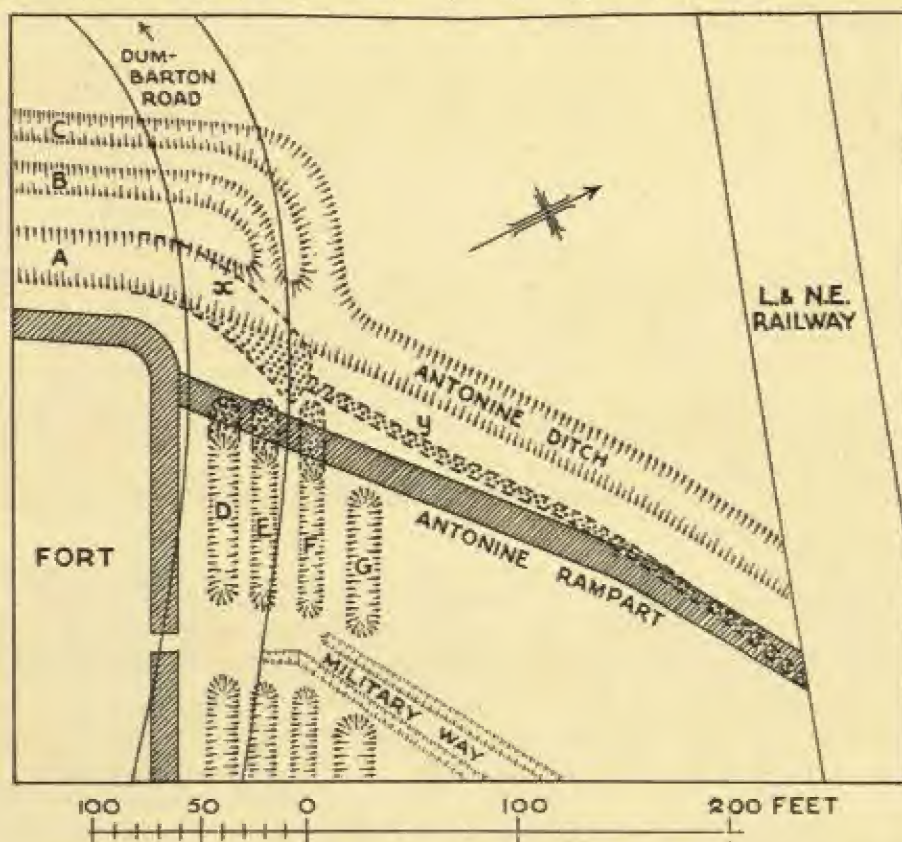 DUM-
BARTON
ROAD
C
B
A
x
L. & N.E.
RAILWAY
ANTONINE DITCH
y
D
E
F
G
FORT
ANTONINE RAMPART
MILITARY WAY
100 50 0 100 200 FEET